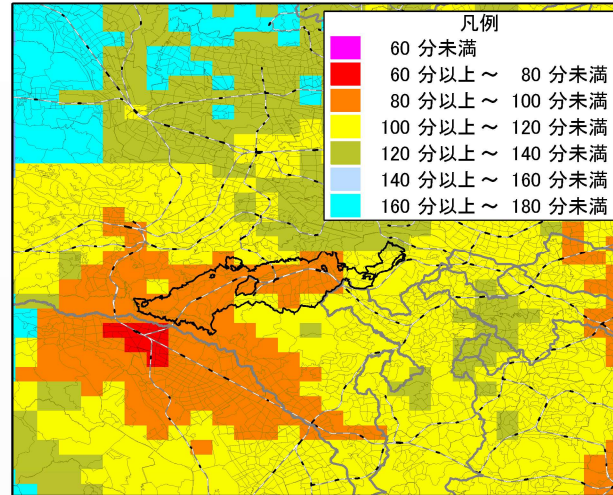 凡例
60 分未満
60 分以上～ 80 分未満
80 分以上～ 100 分未満
100 分以上～ 120 分未満
120 分以上～ 140 分未満
140 分以上～ 160 分未満
160 分以上～ 180 分未満